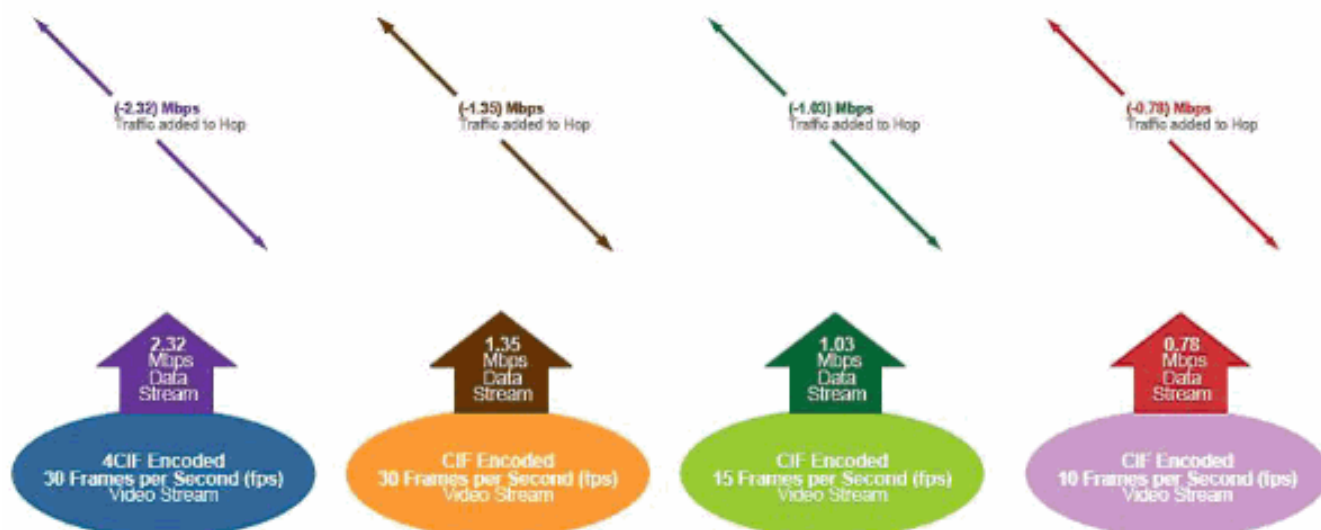 (-2.32) Mbps
Traffic added to Hop
(-1.35) Mbps
Traffic added to Hop
(-1.03) Mbps
Traffic added to Hop
(-0.78) Mbps
Traffic added to Hop
2.32
Mbps
Data
Stream
1.35
Mbps
Data
Stream
1.03
Mbps
Data
Stream
0.78
Mbps
Data
Stream
4CIF Encoded
30 Frames per Second (fps)
Video Stream
CIF Encoded
30 Frames per Second (fps)
Video Stream
CIF Encoded
15 Frames per Second (fps)
Video Stream
CIF Encoded
10 Frames per Second (fps)
Video Stream